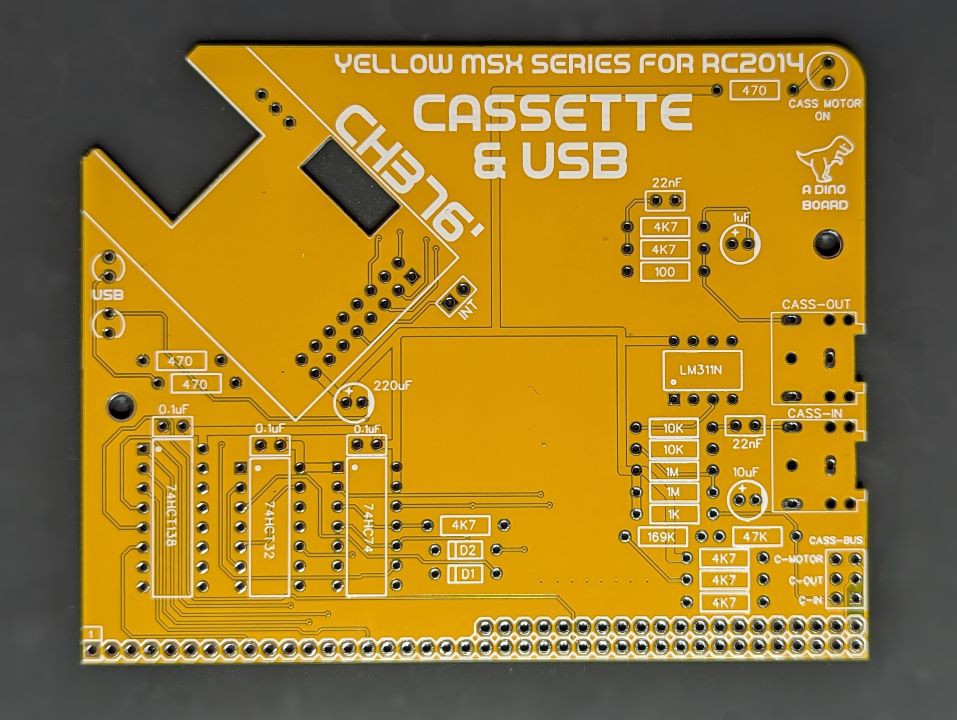 YELLOW MSX SERIES FOR RC2014
470
CASS MOTOR
ON
CASSETTE
& USB
CH376'
A DINO
BOARD
22nF
4K7
4K7
100
1uF
+
USB
INT
CASS-OUT
470
470
220uF
+
LM311N
0.1uF
0.1uF
0.1uF
CASS-IN
10K
10K
1M
1M
1K
22nF
10uF
+
74HCT138
74HCT32
74HC74
4K7
D2
D1
169K
47K
CASS-BUS
4K7
C-MOTOR
4K7
C-OUT
4K7
C-IN
1